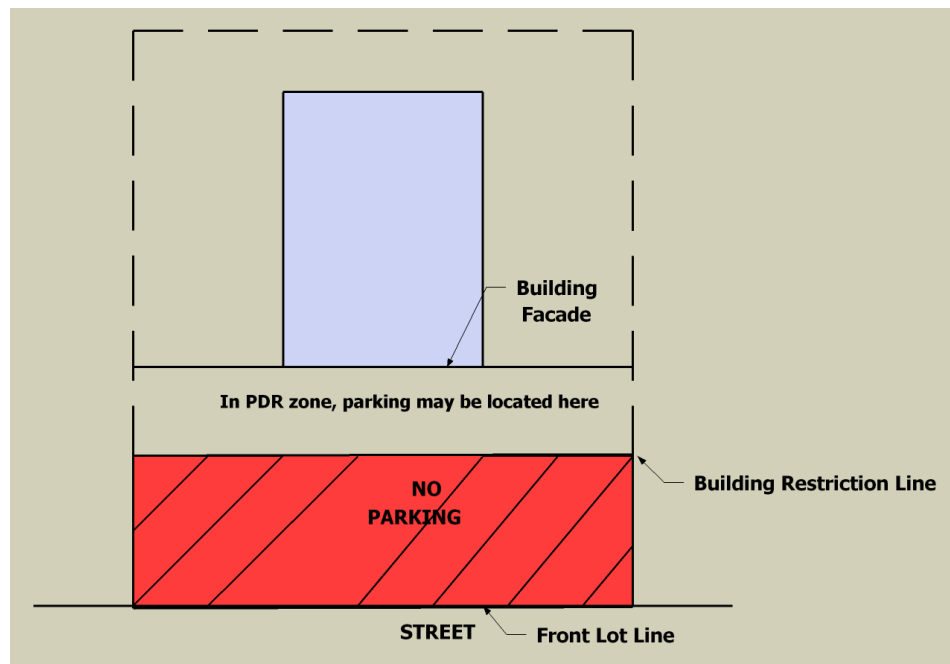 Building
Facade
In PDR zone, parking may be located here
Building Restriction Line
NO
PARKING
STREET
Front Lot Line